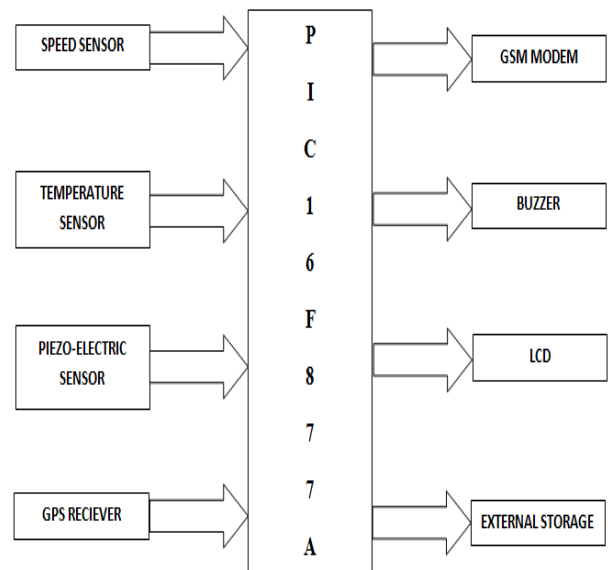 SPEED SENSOR
TEMPERATURE
SENSOR
PIEZO-ELECTRIC
SENSOR
GPS RECIEVER
P
I
C
1
6
F
8
7
7
A
GSM MODEM
BUZZER
LCD
EXTERNAL STORAGE